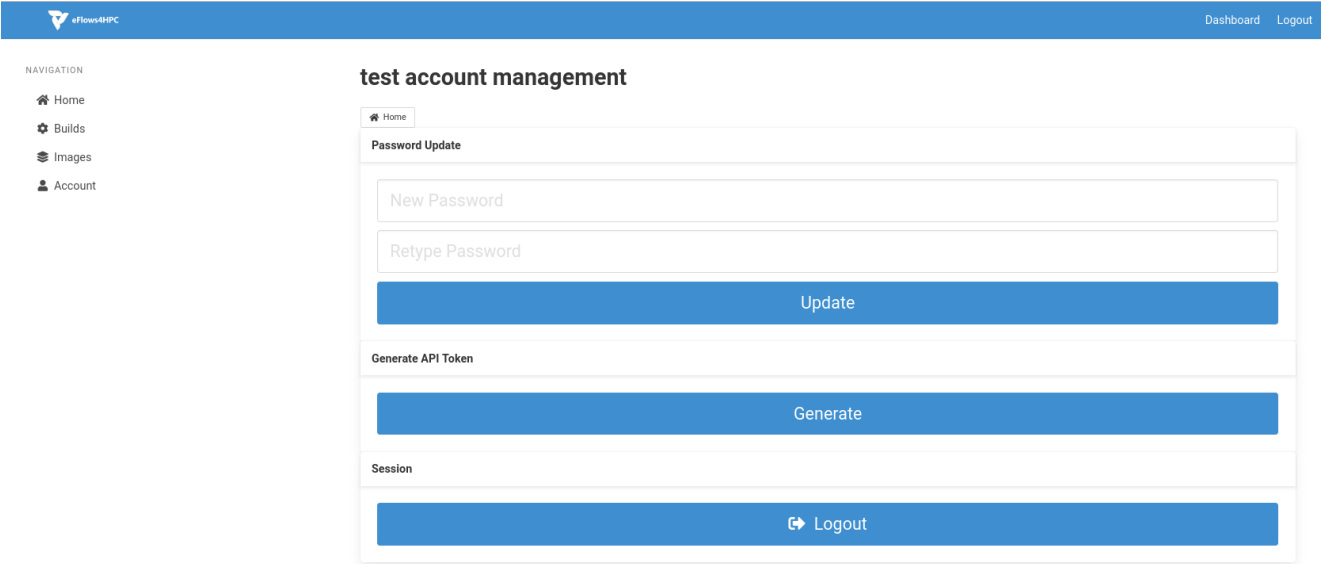 eFlows4HPC
Dashboard Logout
NAVIGATION
Home
Builds
Images
Account
test account management
Home
Password Update
New Password
Retype Password
Update
Generate API Token
Generate
Session
Logout